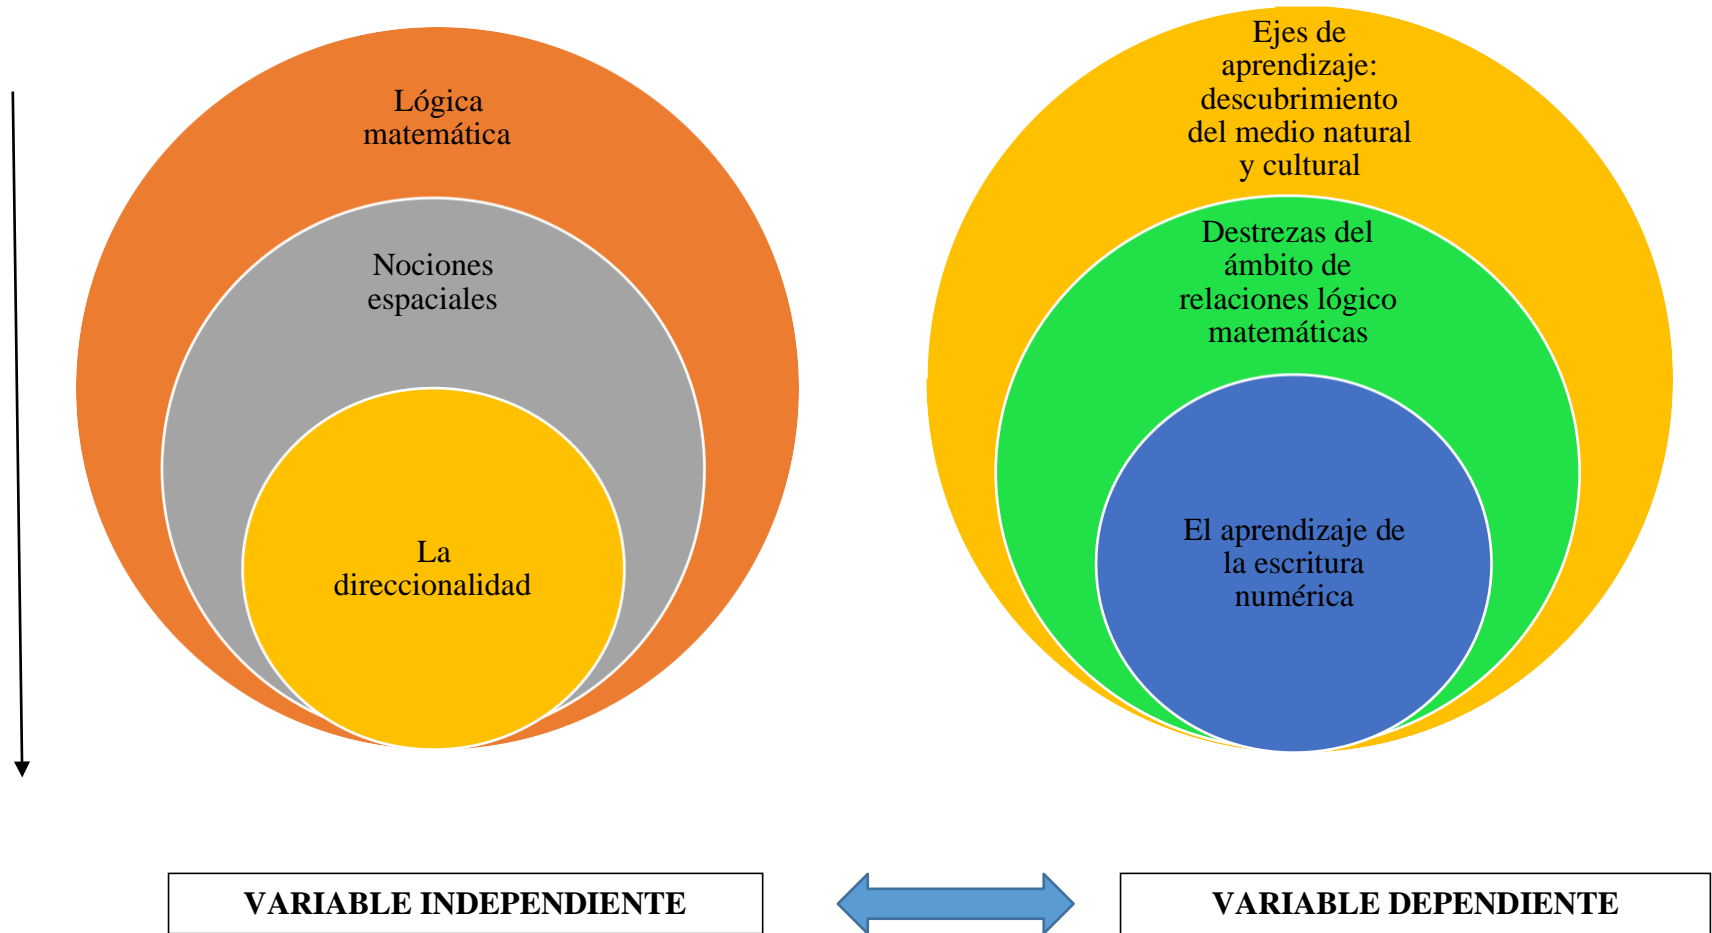 Lógica
matemática
Nociones
espaciales
La
direccionalidad
Ejes de
aprendizaje:
descubrimiento
del medio natural
y cultural
Destrezas del
ámbito de
relaciones lógico
matemáticas
El aprendizaje de
la escritura
numérica
VARIABLE INDEPENDIENTE
VARIABLE DEPENDIENTE